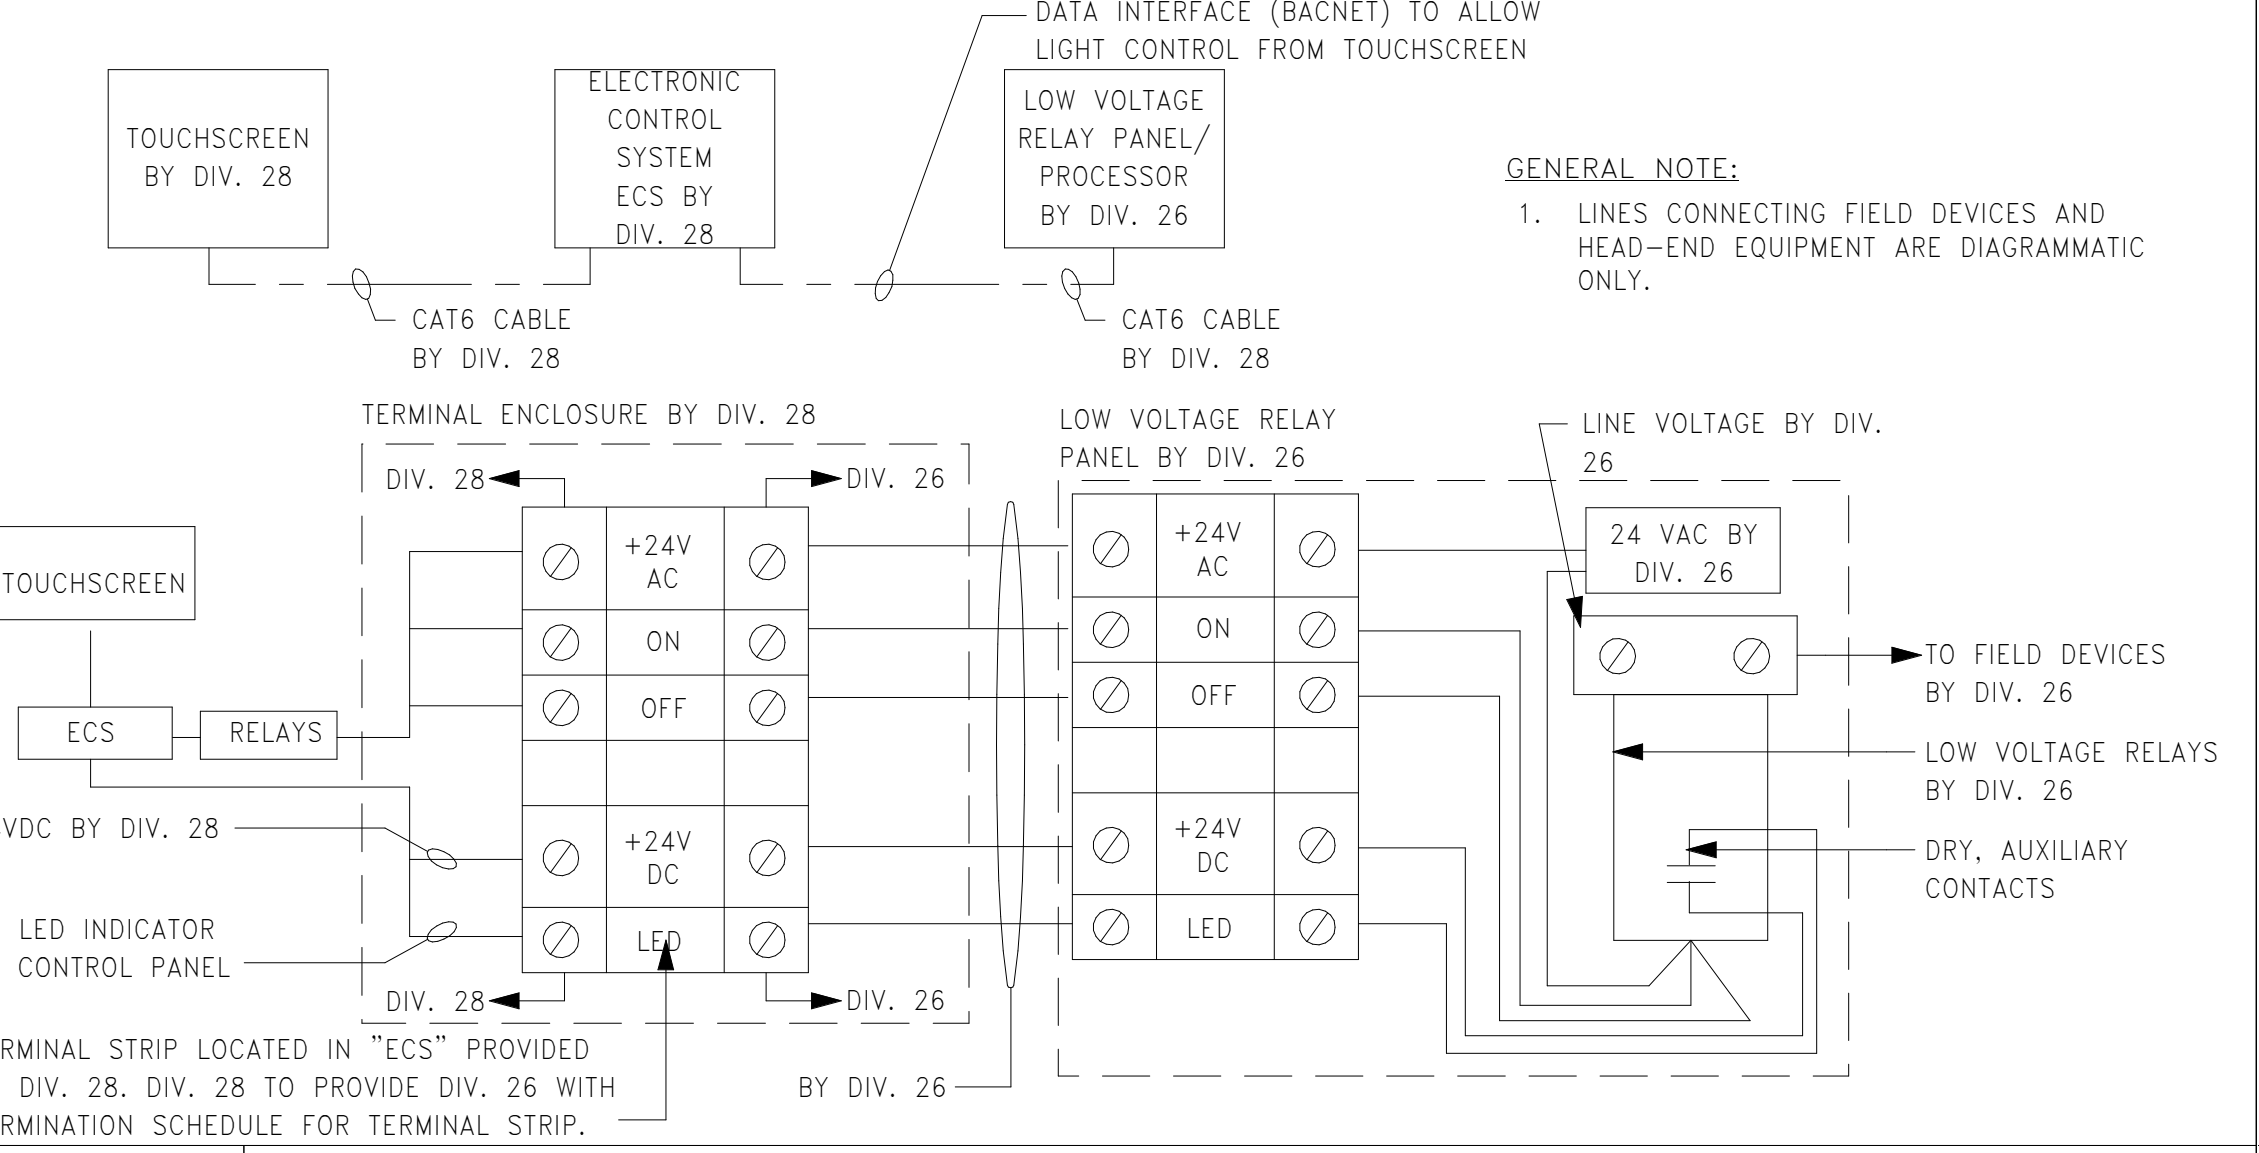 DATA INTERFACE (BACNET) TO ALLOW
LIGHT CONTROL FROM TOUCHSCREEN
TOUCHSCREEN
BY DIV. 28
ELECTRONIC
CONTROL
SYSTEM
ECS BY
DIV. 28
LOW VOLTAGE
RELAY PANEL/
PROCESSOR
BY DIV. 26
GENERAL NOTE:
1. LINES CONNECTING FIELD DEVICES AND
HEAD-END EQUIPMENT ARE DIAGRAMMATIC
ONLY.
CAT6 CABLE
BY DIV. 28
CAT6 CABLE
BY DIV. 28
TERMINAL ENCLOSURE BY DIV. 28
LOW VOLTAGE RELAY
PANEL BY DIV. 26
LINE VOLTAGE BY DIV.
26
DIV. 28
DIV. 26
TOUCHSCREEN
ECS
RELAYS
+24V
AC
ON
OFF
+24V
DC
LED
+24V
AC
ON
OFF
+24V
DC
LED
24 VAC BY
DIV. 26
TO FIELD DEVICES
BY DIV. 26
LOW VOLTAGE RELAYS
BY DIV. 26
DRY, AUXILIARY
CONTACTS
VDC BY DIV. 28
LED INDICATOR
CONTROL PANEL
DIV. 28
DIV. 26
RMINAL STRIP LOCATED IN "ECS" PROVIDED
DIV. 28. DIV. 28 TO PROVIDE DIV. 26 WITH
RMINATION SCHEDULE FOR TERMINAL STRIP.
BY DIV. 26